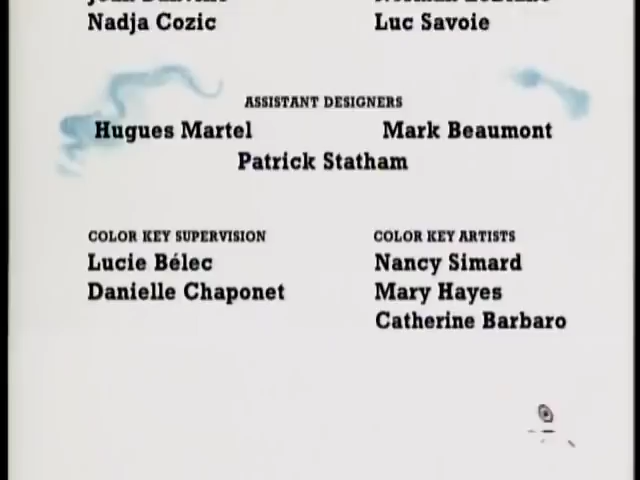 Nadja Cozic Luc Savoie
ASSISTANT DESIGNERS
Hugues Martel Mark Beaumont
Patrick Statham
COLOR KEY SUPERVISION
Lucie Bélec
Danielle Chaponet
COLOR KEY ARTISTS
Nancy Simard
Mary Hayes
Catherine Barbaro